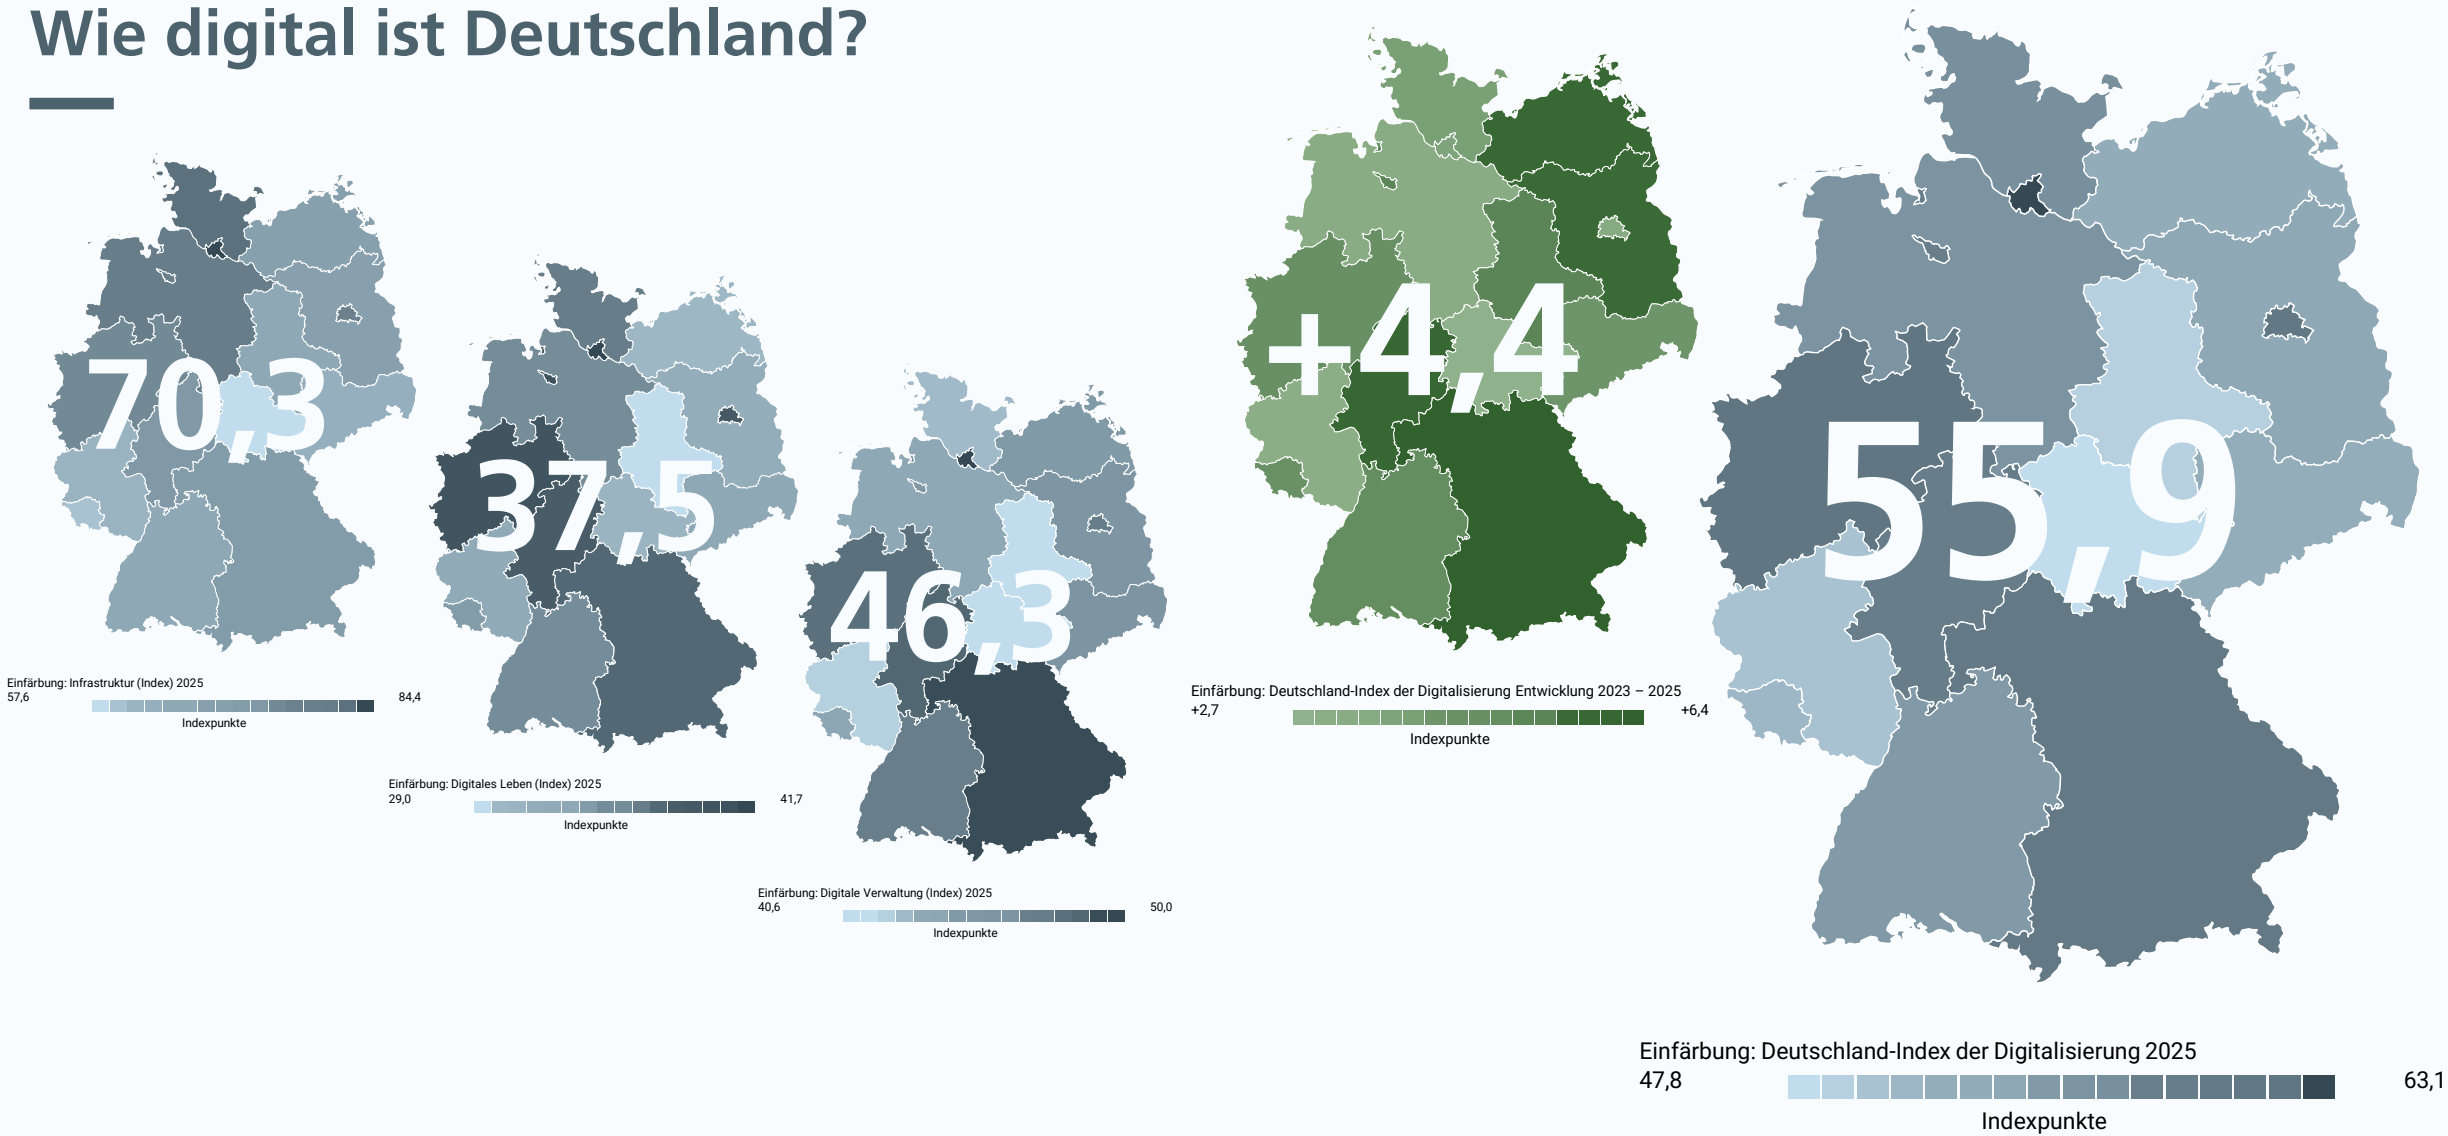 Wie digital ist Deutschland?
70,3
Einfärbung: Infrastruktur (Index) 2025
57,6 84,4
Indexpunkte
37,5
Einfärbung: Digitales Leben (Index) 2025
29,0 41,7
Indexpunkte
46,3
Einfärbung: Digitale Verwaltung (Index) 2025
40,6 50,0
Indexpunkte
+4,4
Einfärbung: Deutschland-Index der Digitalisierung Entwicklung 2023 – 2025
+2,7 +6,4
Indexpunkte
55,9
Einfärbung: Deutschland-Index der Digitalisierung 2025
47,8 63,1
Indexpunkte